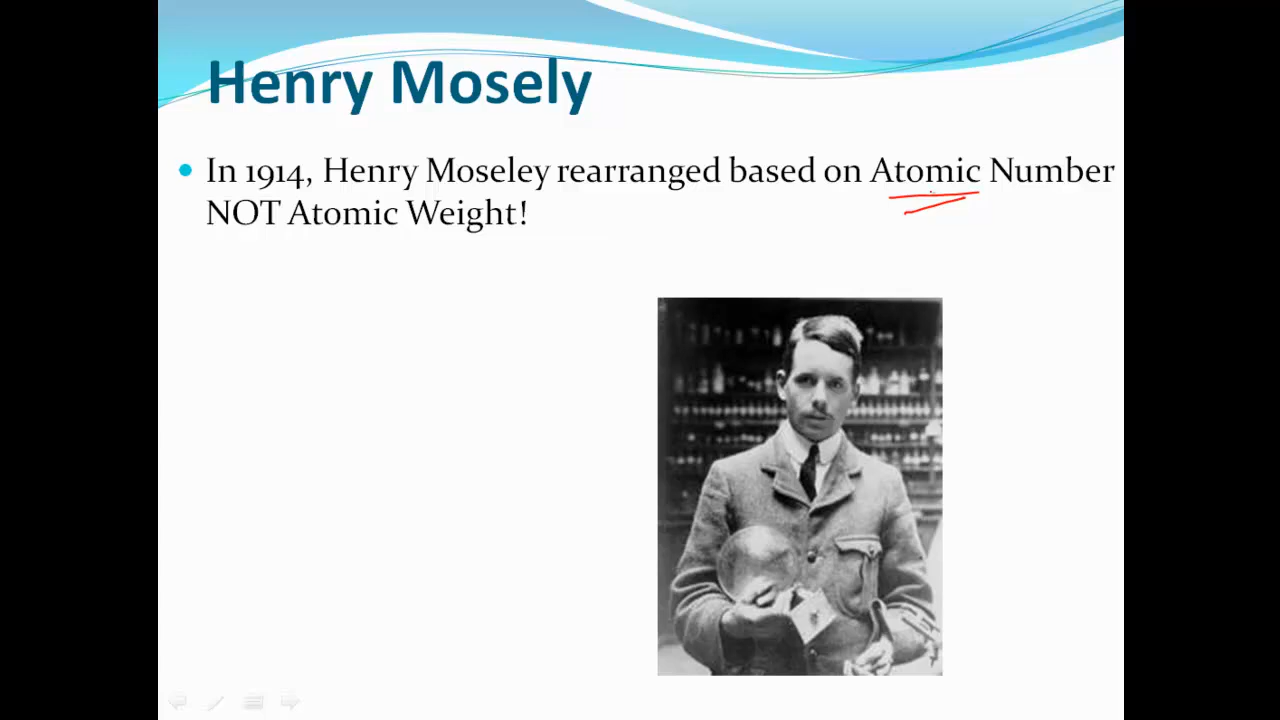 Henry Mosely
In 1914, Henry Moseley rearranged based on Atomic Number
NOT Atomic Weight!